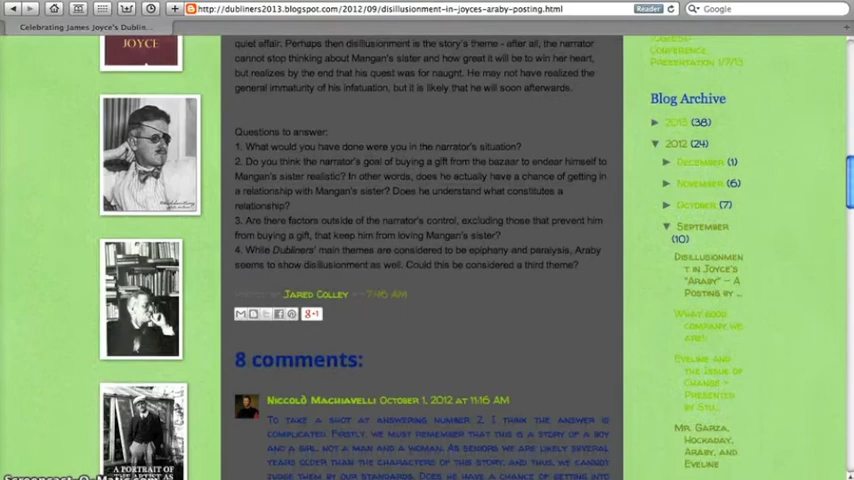 http://dubliners2013.blogspot.com/2012/09/disillusionment-in-joyces-araby-posting.html
Reader
Google
Celebrating James Joyce's Dublin...
JOYCE
A PORTRAIT OF
THE ARTIST AS
quiet affair. Perhaps then disillusionment is the story's theme - after all, the narrator
cannot stop thinking about Mangan's sister and how great it will be to win her heart,
but realizes by the end that his quest was for naught. He may not have realized the
general immaturity of his infatuation, but it is likely that he will soon afterwards.
Questions to answer:
1. What would you have done were you in the narrator's situation?
2. Do you think the narrator's goal of buying a gift from the bazaar to endear himself to
Mangan's sister realistic? In other words, does he actually have a chance of getting in
a relationship with Mangan's sister? Does he understand what constitutes a
relationship?
3. Are there factors outside of the narrator's control, excluding those that prevent him
from buying a gift, that keep him from loving Mangan's sister?
4. While Dubliners' main themes are considered to be epiphany and paralysis, Araby
seems to show disillusionment as well. Could this be considered a third theme?
Posted by Jared Colley at 7:46 AM
g+1
8 comments:
Niccolò Machiavelli October 1, 2012 at 11:16 AM
To take a shot at answering number 2, I think the answer is
complicated. Firstly, we must remember that this is a story of a boy
and a girl, not a man and a woman. As seniors we are likely several
years older than the characters of this story, and thus, we cannot
judge them by our standards. Does he have a chance of getting into
Conference
Presentation 1/7/13
Blog Archive
► 2013 (38)
▼ 2012 (24)
► December (1)
► November (6)
► October (7)
▼ September
(10)
Disillusionmen
t in Joyce's
"Araby" – A
Posting by ...
What good
company we
are!
Eveline and
the Issue of
Change -
Presented
by Stu...
Mr. Garza,
Hockaday,
Araby, and
Eveline